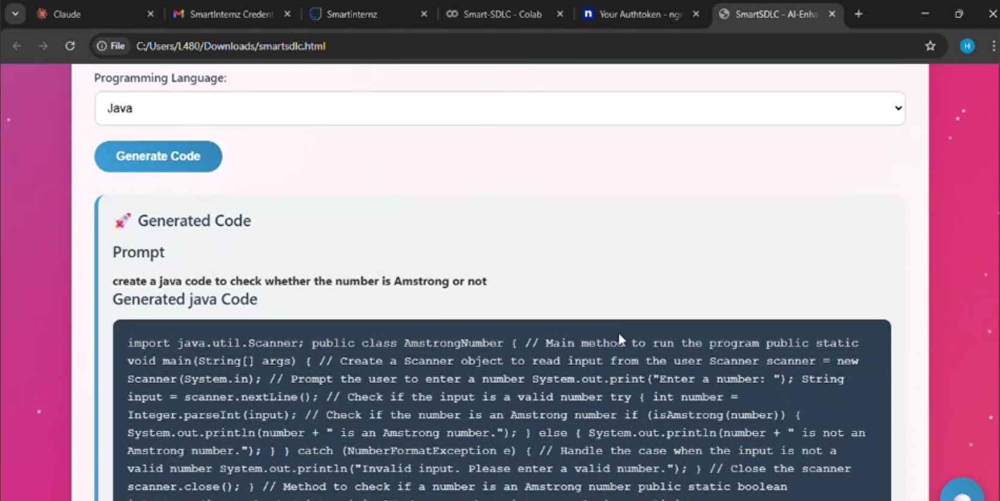 Claude
SmartInternz Credent
Smartinternz
Smart-SDLC - Colab
Your Authtoken - ngr
SmartSDLC - AI-Enha
File
C:/Users/L480/Downloads/smartsdlc.html
H
Programming Language:
Java
Generate Code
Generated Code
Prompt
create a java code to check whether the number is Amstrong or not
Generated java Code
import java.util.Scanner; public class AmstrongNumber { // Main method to run the program public static
void main(String[] args) { // Create a Scanner object to read input from the user Scanner scanner = new
Scanner(System.in); // Prompt the user to enter a number System.out.print("Enter a number: "); String
input = scanner.nextLine(); // Check if the input is a valid number try { int number =
Integer.parseInt(input); // Check if the number is an Amstrong number if (isAmstrong(number)) {
System.out.println(number + " is an Amstrong number."); } else { System.out.println(number + " is not an
Amstrong number."); } } catch (NumberFormatException e) { // Handle the case when the input is not a
valid number System.out.println("Invalid input. Please enter a valid number."); } // Close the scanner
scanner.close(); } // Method to check if a number is an Amstrong number public static boolean